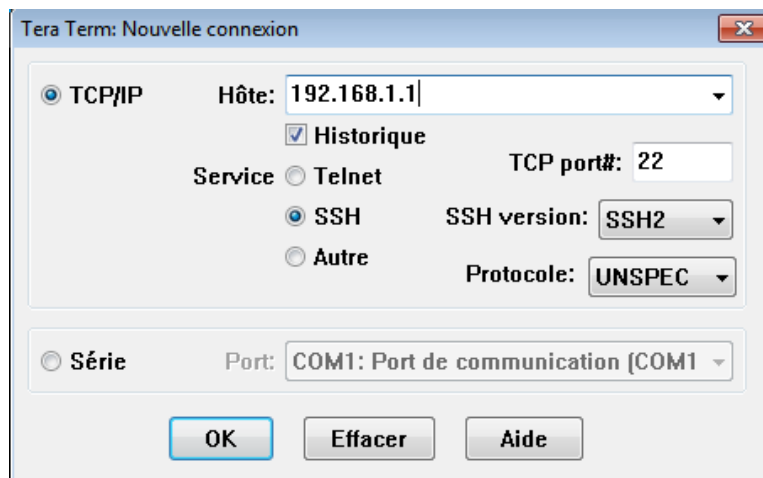 Tera Term: Nouvelle connexion
TCP/IP Hôte: 192.168.1.1
Historique
Service Telnet TCP port#: 22
SSH SSH version: SSH2
Autre Protocole: UNSPEC
Série Port: COM1: Port de communication (COM1
OK Effacer Aide